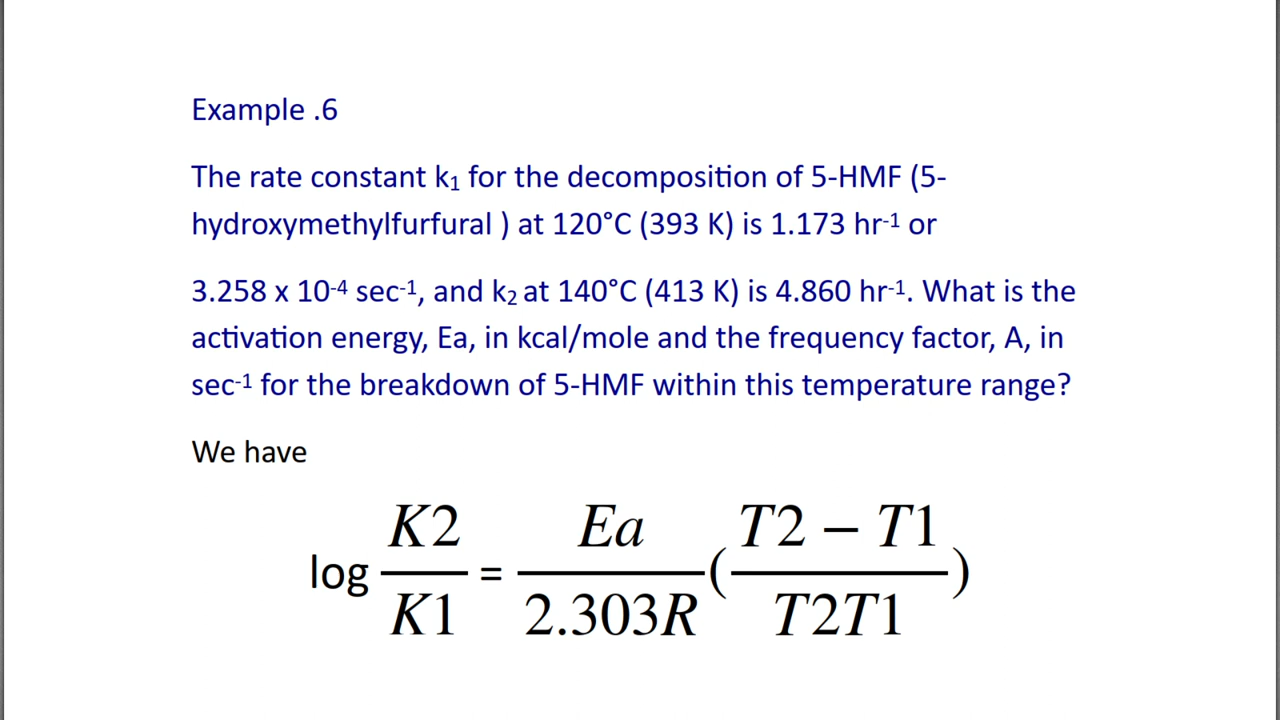 Example .6
The rate constant k₁ for the decomposition of 5-HMF (5-
hydroxymethylfurfural ) at 120°C (393 K) is 1.173 hr⁻¹ or
3.258 x 10⁻⁴ sec⁻¹, and k₂ at 140°C (413 K) is 4.860 hr⁻¹. What is the
activation energy, Ea, in kcal/mole and the frequency factor, A, in
sec⁻¹ for the breakdown of 5-HMF within this temperature range?
We have
log K2/K1 = Ea/2.303R (T2 − T1/T2T1)